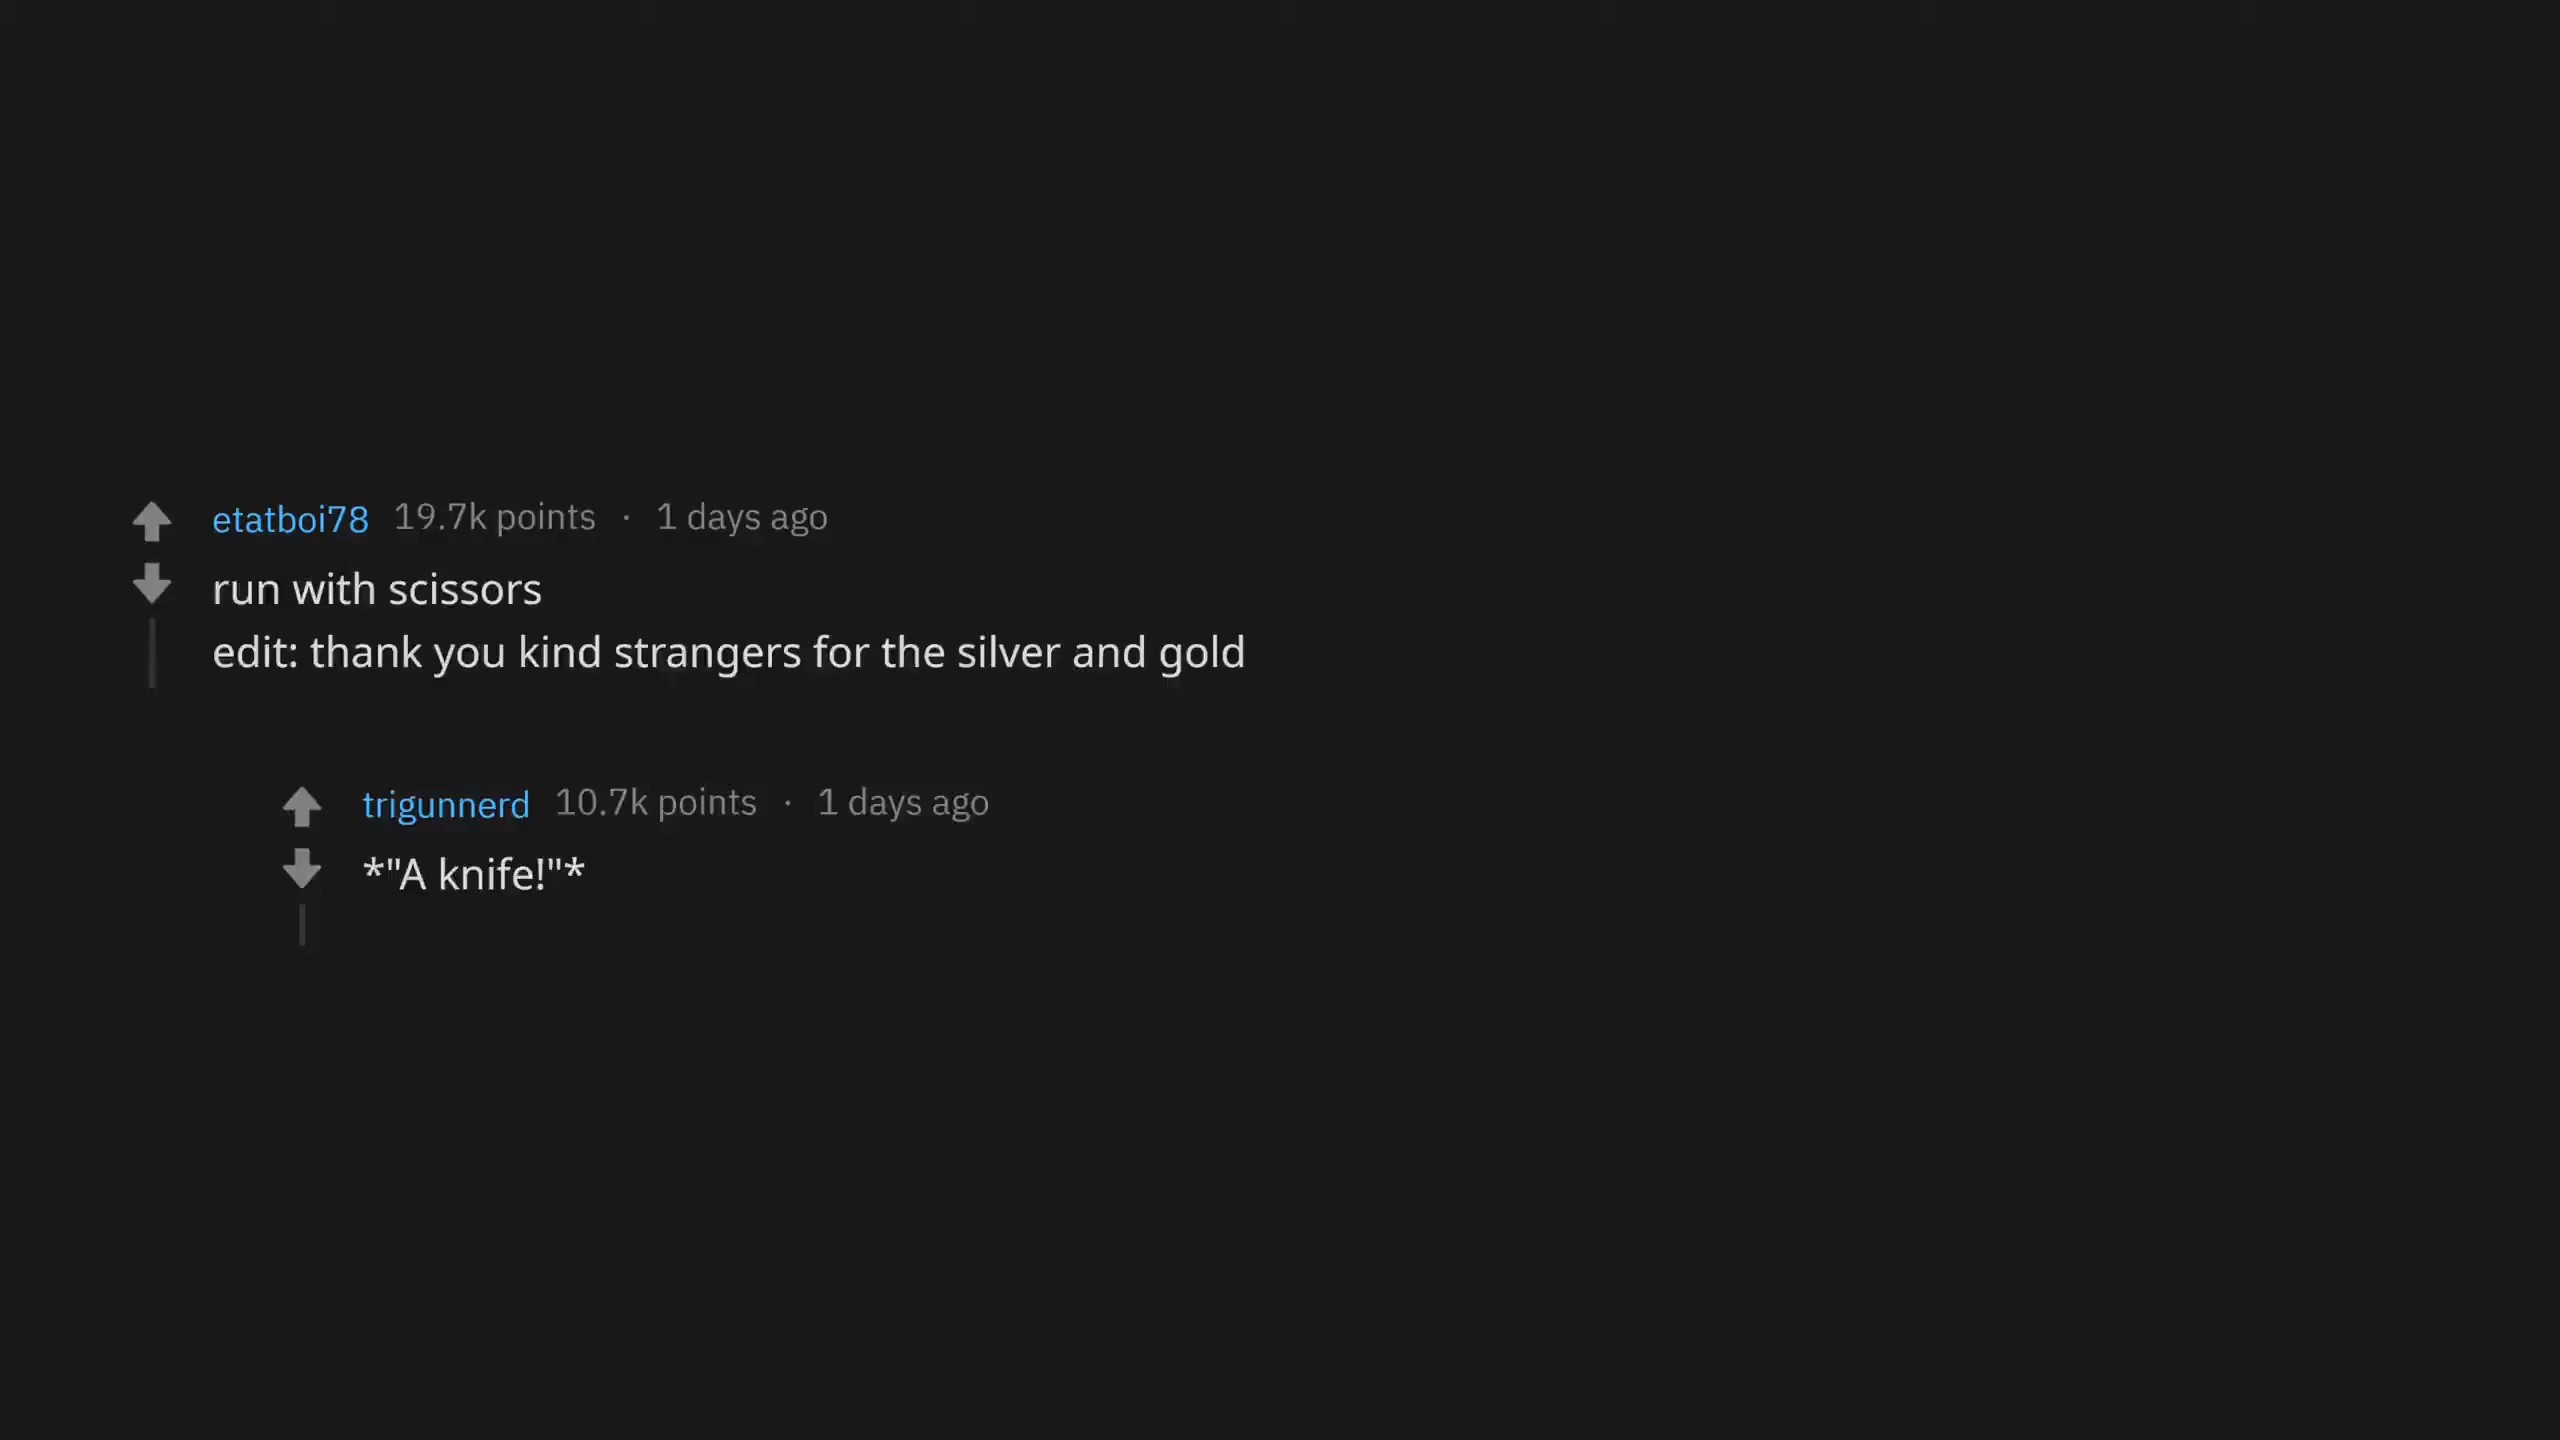 etatboi78 19.7k points · 1 days ago
run with scissors
edit: thank you kind strangers for the silver and gold
trigunnerd 10.7k points · 1 days ago
*"A knife!"*